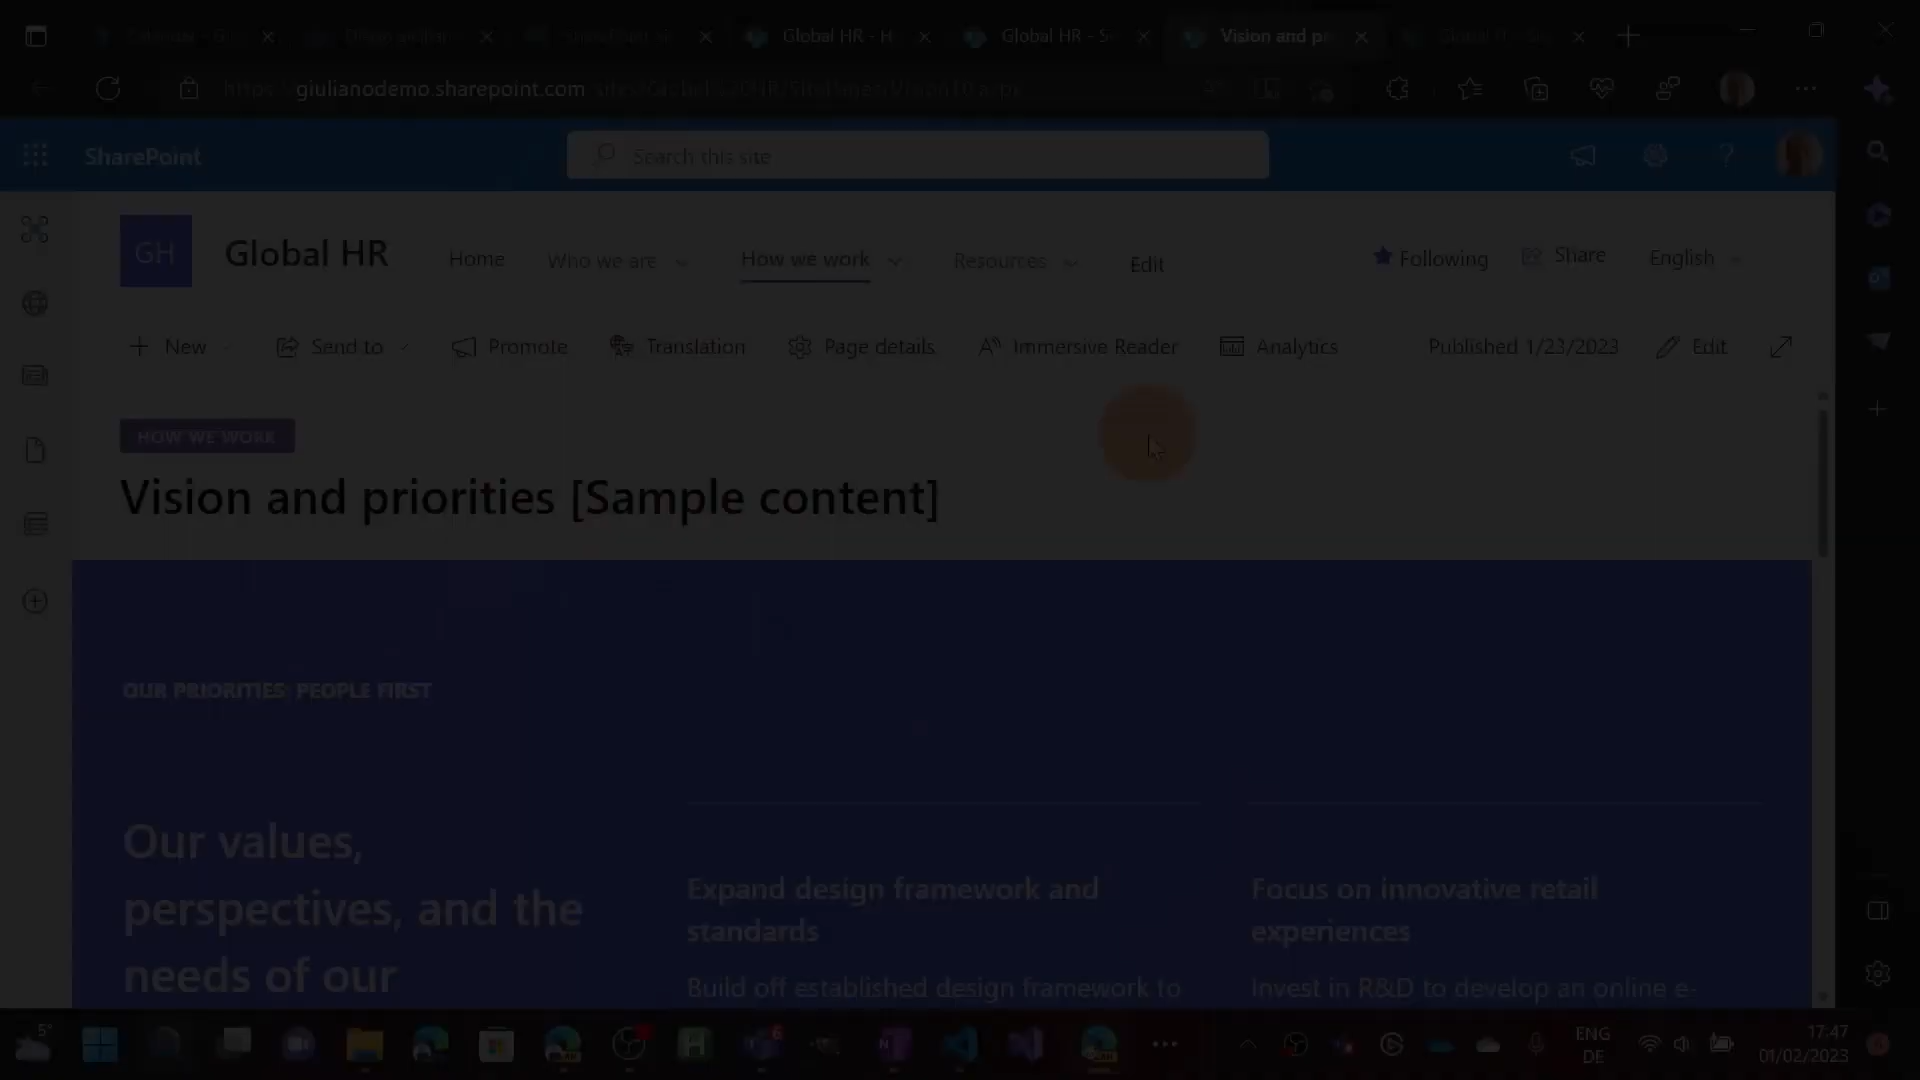 Global HR - H
Global HR - S
Vision and pr
giulianodemo.sharepoint.com
SharePoint
Search this site
GH
Global HR
Home
Who we are
How we work
Resources
Edit
Following
Share
English
New
Send to
Promote
Translation
Page details
Immersive Reader
Analytics
Published 1/23/2023
Edit
HOW WE WORK
Vision and priorities [Sample content]
OUR PRIORITIES: PEOPLE FIRST
Our values,
perspectives, and the
needs of our
Expand design framework and
standards
Build off established design framework to
Focus on innovative retail
experiences
Invest in R&D to develop an online e-
5°
6
ENG
DE
17:47
01/02/2023